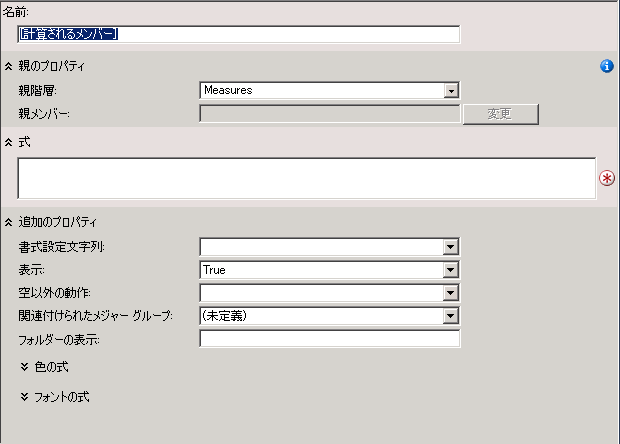 名前:
[計算されるメンバー]
親のプロパティ
親階層: Measures
親メンバー: 変更
式
追加のプロパティ
書式設定文字列:
表示: True
空以外の動作:
関連付けられたメジャー グループ: (未定義)
フォルダーの表示:
色の式
フォントの式